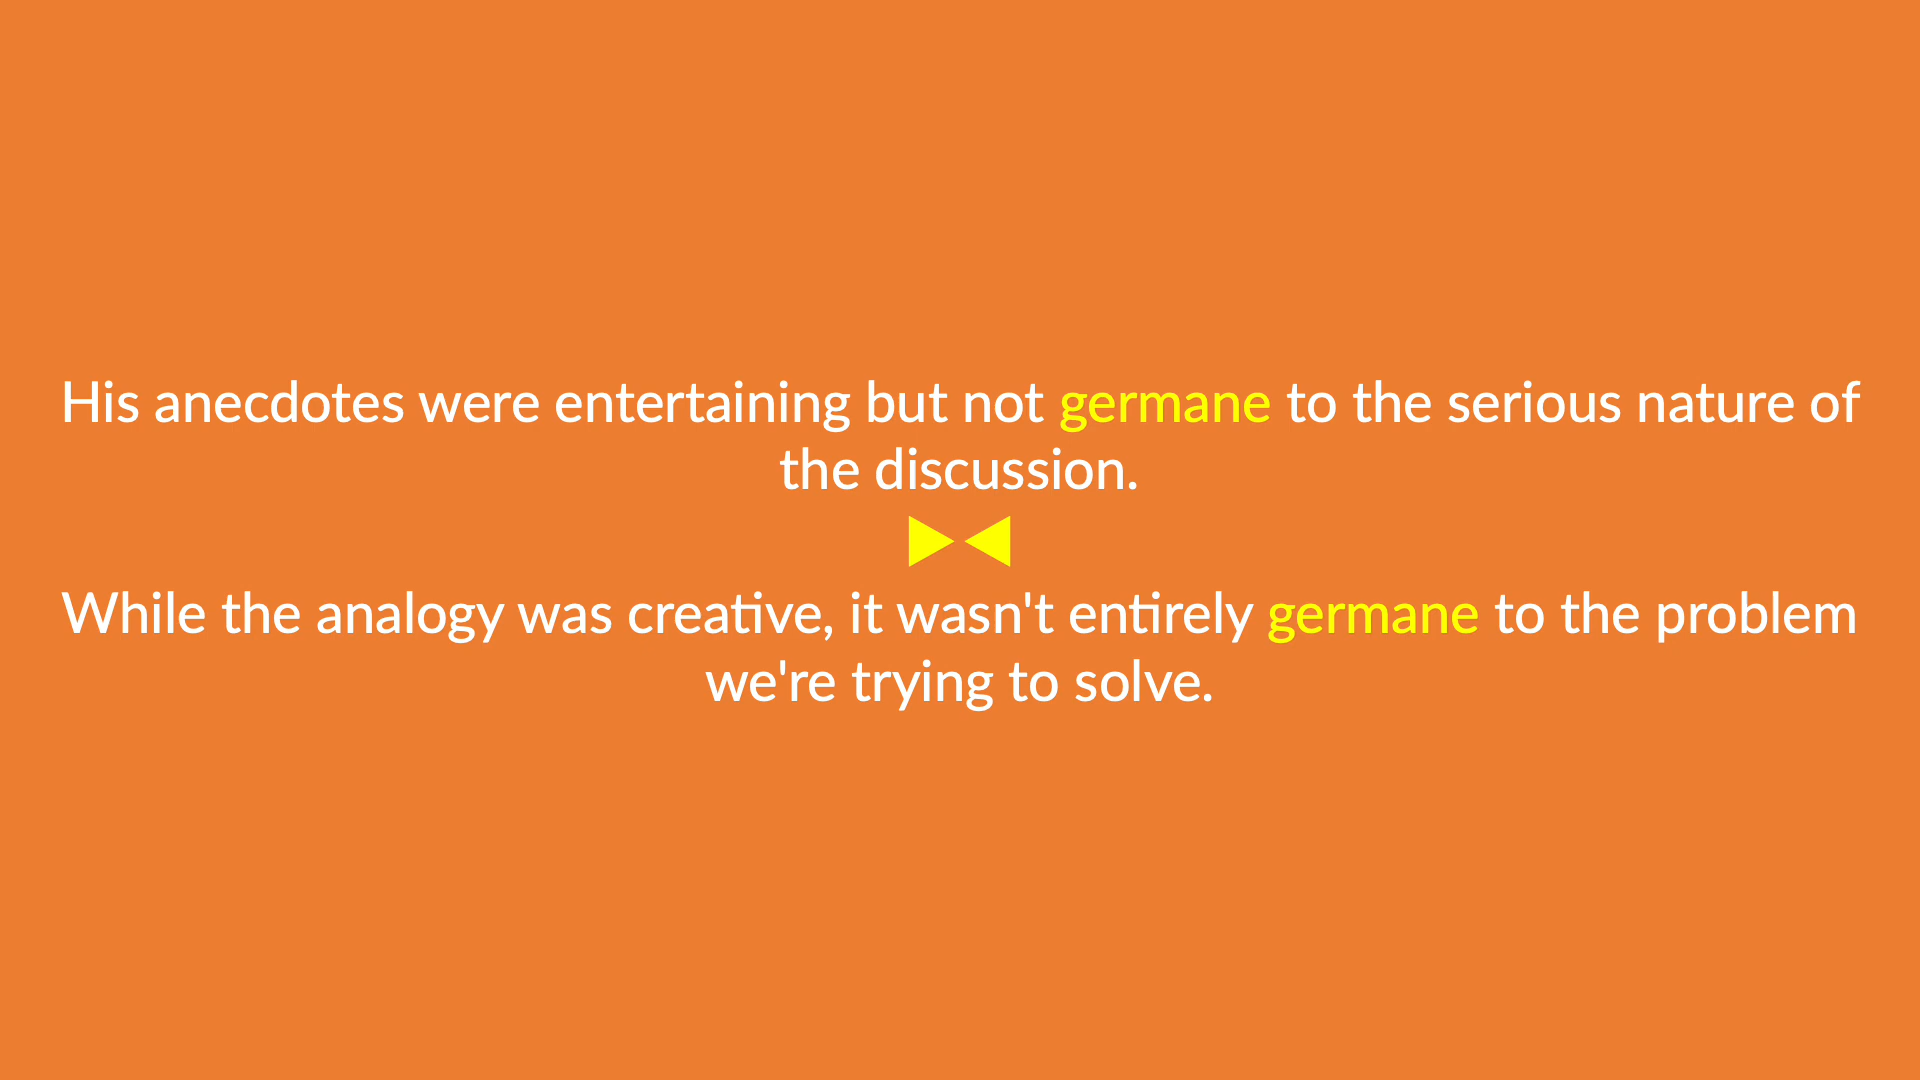 His anecdotes were entertaining but not germane to the serious nature of
the discussion.
While the analogy was creative, it wasn't entirely germane to the problem
we're trying to solve.